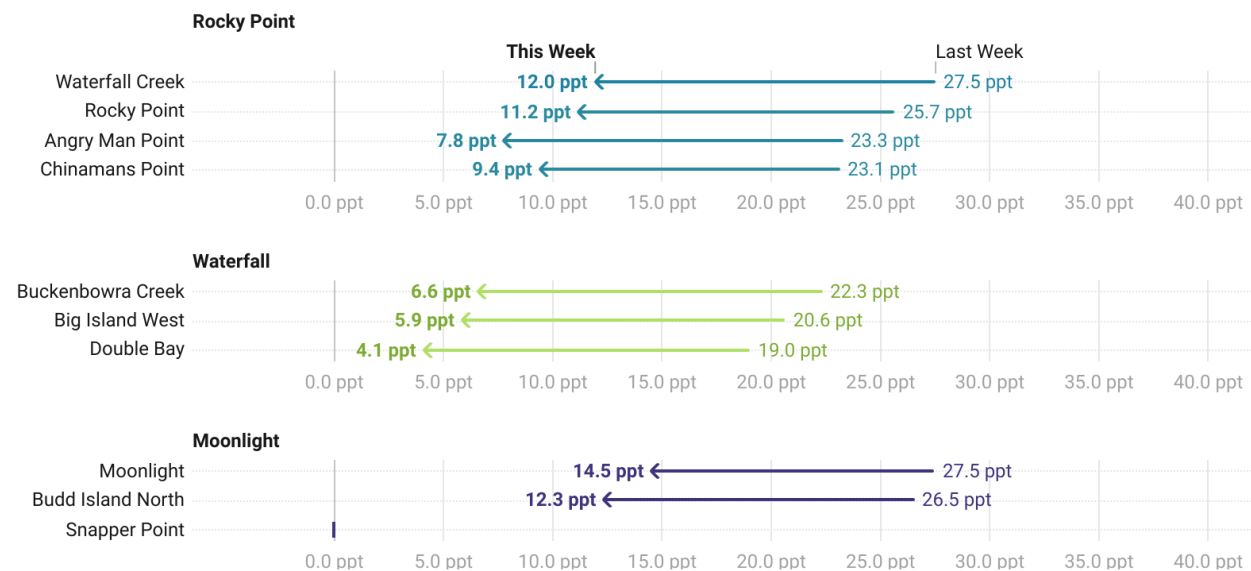 Rocky Point
This Week Last Week
Waterfall Creek 12.0 ppt 27.5 ppt
Rocky Point 11.2 ppt 25.7 ppt
Angry Man Point 7.8 ppt 23.3 ppt
Chinamans Point 9.4 ppt 23.1 ppt
0.0 ppt 5.0 ppt 10.0 ppt 15.0 ppt 20.0 ppt 25.0 ppt 30.0 ppt 35.0 ppt 40.0 ppt
Waterfall
Buckenbowra Creek 6.6 ppt 22.3 ppt
Big Island West 5.9 ppt 20.6 ppt
Double Bay 4.1 ppt 19.0 ppt
0.0 ppt 5.0 ppt 10.0 ppt 15.0 ppt 20.0 ppt 25.0 ppt 30.0 ppt 35.0 ppt 40.0 ppt
Moonlight
Moonlight 14.5 ppt 27.5 ppt
Budd Island North 12.3 ppt 26.5 ppt
Snapper Point
0.0 ppt 5.0 ppt 10.0 ppt 15.0 ppt 20.0 ppt 25.0 ppt 30.0 ppt 35.0 ppt 40.0 ppt